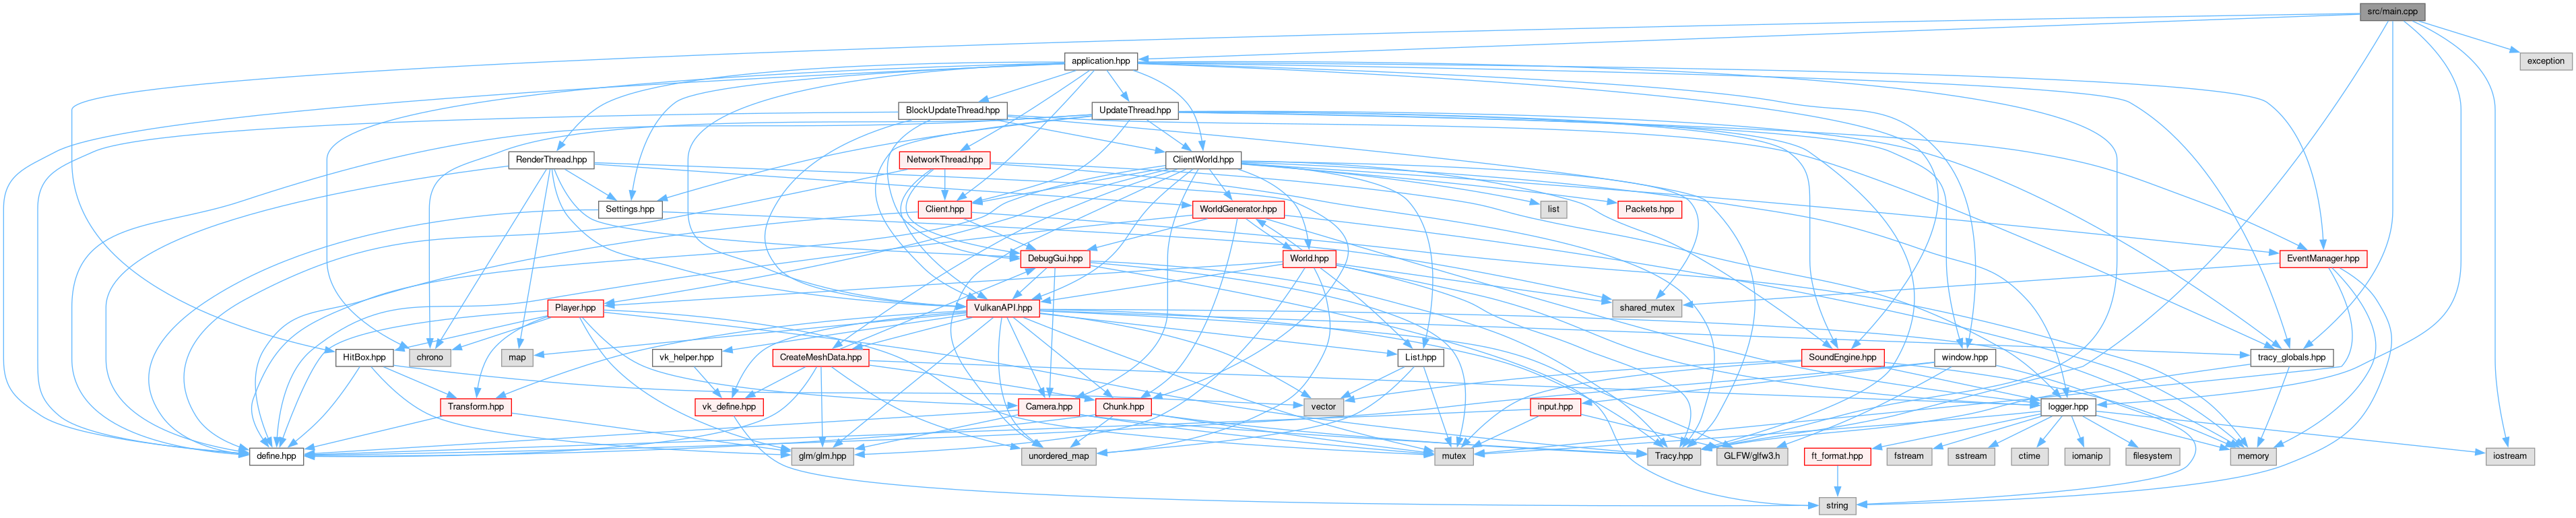 src/main.cpp
application.hpp
exception
BlockUpdateThread.hpp
UpdateThread.hpp
RenderThread.hpp
NetworkThread.hpp
ClientWorld.hpp
Settings.hpp
Client.hpp
WorldGenerator.hpp
list
Packets.hpp
DebugGui.hpp
World.hpp
EventManager.hpp
Player.hpp
VulkanAPI.hpp
shared_mutex
HitBox.hpp
chrono
map
vk_helper.hpp
CreateMeshData.hpp
List.hpp
SoundEngine.hpp
window.hpp
tracy_globals.hpp
Transform.hpp
vk_define.hpp
Camera.hpp
Chunk.hpp
vector
input.hpp
logger.hpp
define.hpp
glm/glm.hpp
unordered_map
mutex
Tracy.hpp
GLFW/glfw3.h
ft_format.hpp
fstream
sstream
ctime
iomanip
filesystem
memory
iostream
string